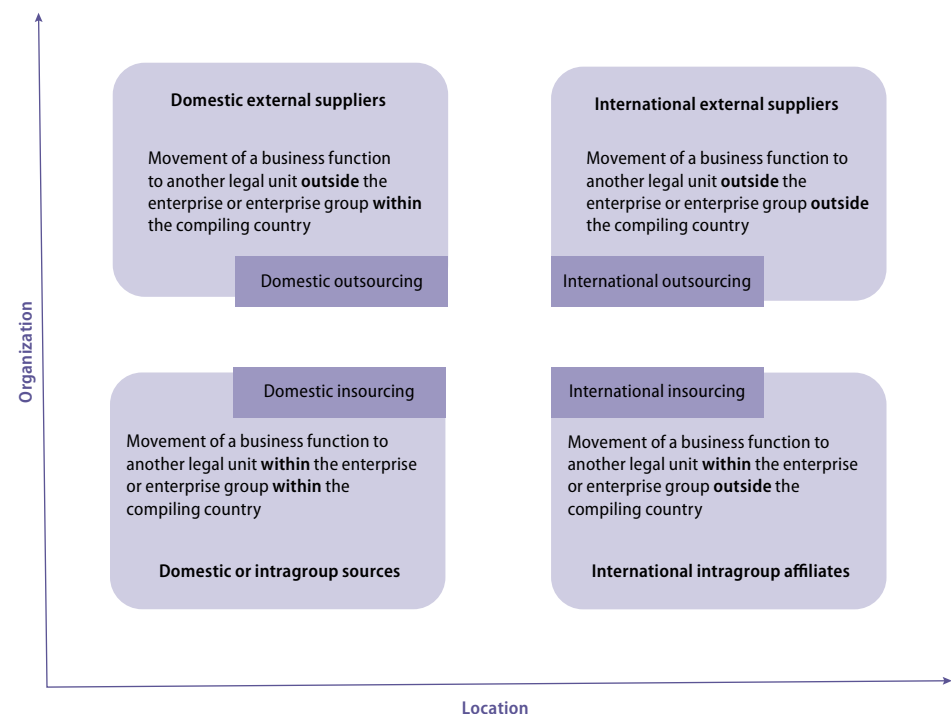 Organization
Domestic external suppliers
Movement of a business function
to another legal unit outside the
enterprise or enterprise group within
the compiling country
Domestic outsourcing
International external suppliers
Movement of a business function to
another legal unit outside the
enterprise or enterprise group outside
the compiling country
International outsourcing
Domestic insourcing
Movement of a business function to
another legal unit within the enterprise
or enterprise group within the
compiling country
Domestic or intragroup sources
International insourcing
Movement of a business function to
another legal unit within the enterprise
or enterprise group outside the
compiling country
International intragroup affiliates
Location